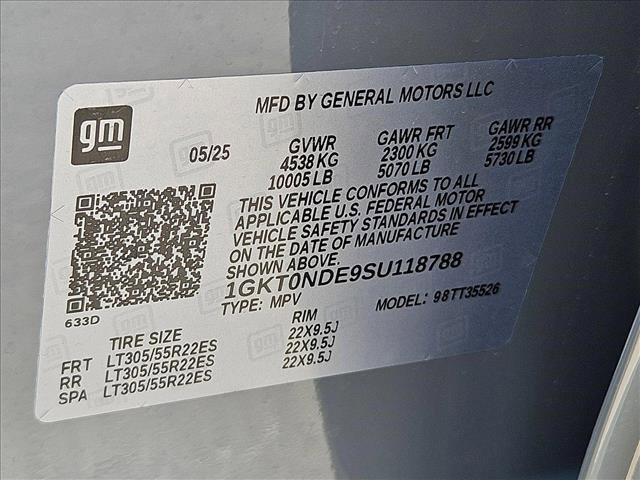 gm
MFD BY GENERAL MOTORS LLC
05/25
GVWR
4538 KG
10005 LB
GAWR FRT
2300 KG
5070 LB
GAWR RR
2599 KG
5730 LB
THIS VEHICLE CONFORMS TO ALL
APPLICABLE U.S. FEDERAL MOTOR
VEHICLE SAFETY STANDARDS IN EFFECT
ON THE DATE OF MANUFACTURE
SHOWN ABOVE.
1GKT0NDE9SU118788
TYPE: MPV
MODEL: 98TT35526
633D
TIRE SIZE
RIM
FRT LT305/55R22ES 22X9.5J
RR LT305/55R22ES 22X9.5J
SPA LT305/55R22ES 22X9.5J